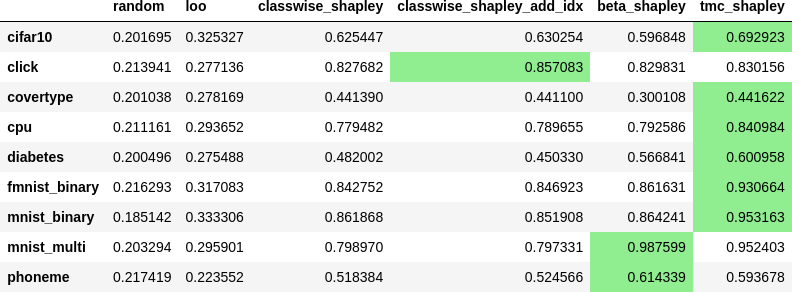 random loo classwise_shapley classwise_shapley_add_idx beta_shapley tmc_shapley
cifar10 0.201695 0.325327 0.625447 0.630254 0.596848 0.692923
click 0.213941 0.277136 0.827682 0.857083 0.829831 0.830156
covertype 0.201038 0.278169 0.441390 0.441100 0.300108 0.441622
cpu 0.211161 0.293652 0.779482 0.789655 0.792586 0.840984
diabetes 0.200496 0.275488 0.482002 0.450330 0.566841 0.600958
fmnist_binary 0.216293 0.317083 0.842752 0.846923 0.861631 0.930664
mnist_binary 0.185142 0.333306 0.861868 0.851908 0.864241 0.953163
mnist_multi 0.203294 0.295901 0.798970 0.797331 0.987599 0.952403
phoneme 0.217419 0.223552 0.518384 0.524566 0.614339 0.593678